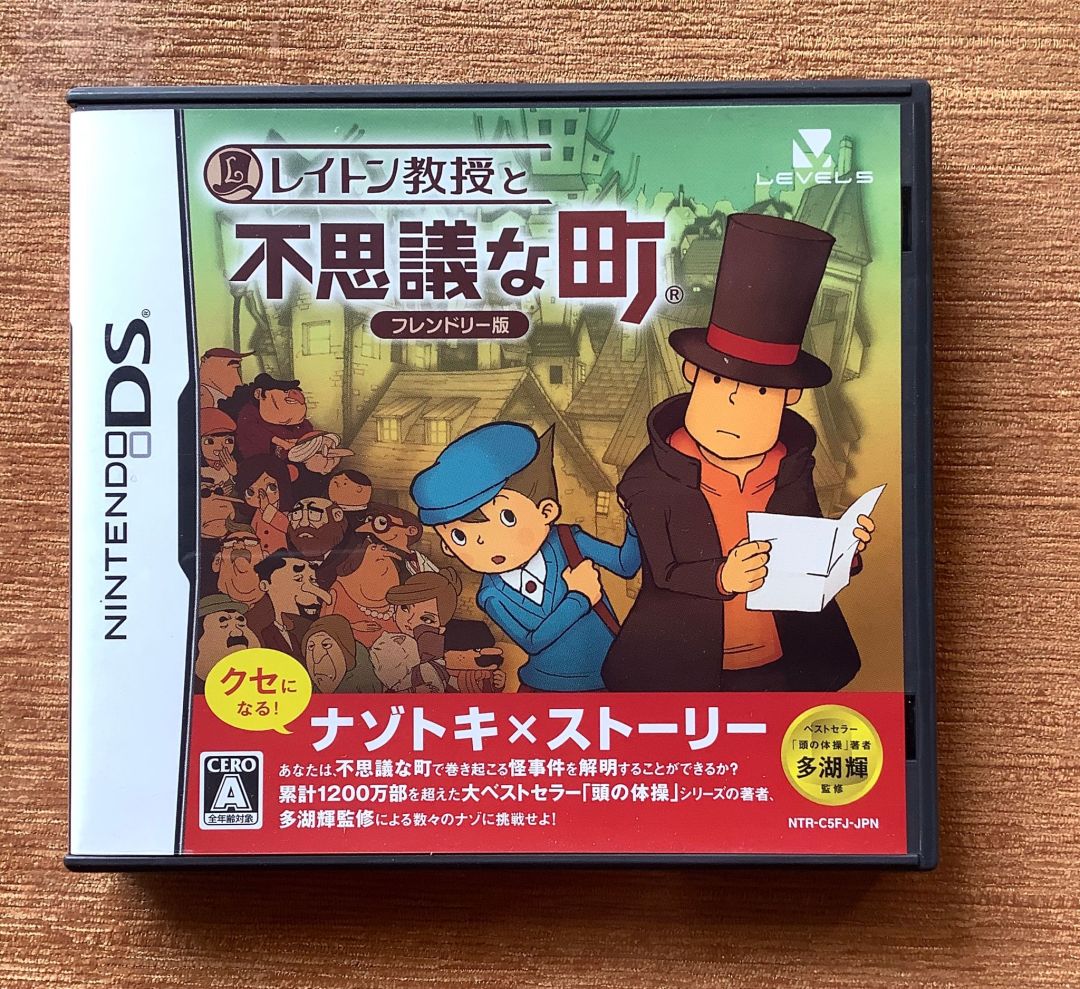 NINTENDO DS®
L
レイトン教授と
不思議な町®
フレンドリー版
LEVEL5
クセに
なる!
ナゾトキ×ストーリー
あなたは、不思議な町で巻き起こる怪事件を解明することができるか?
累計1200万部を超えた大ベストセラー「頭の体操」シリーズの著者、
多湖輝監修による数々のナゾに挑戦せよ!
ベストセラー
「頭の体操」著者
多湖輝
監修
CERO
A
全年齢対象
NTR-C5FJ-JPN